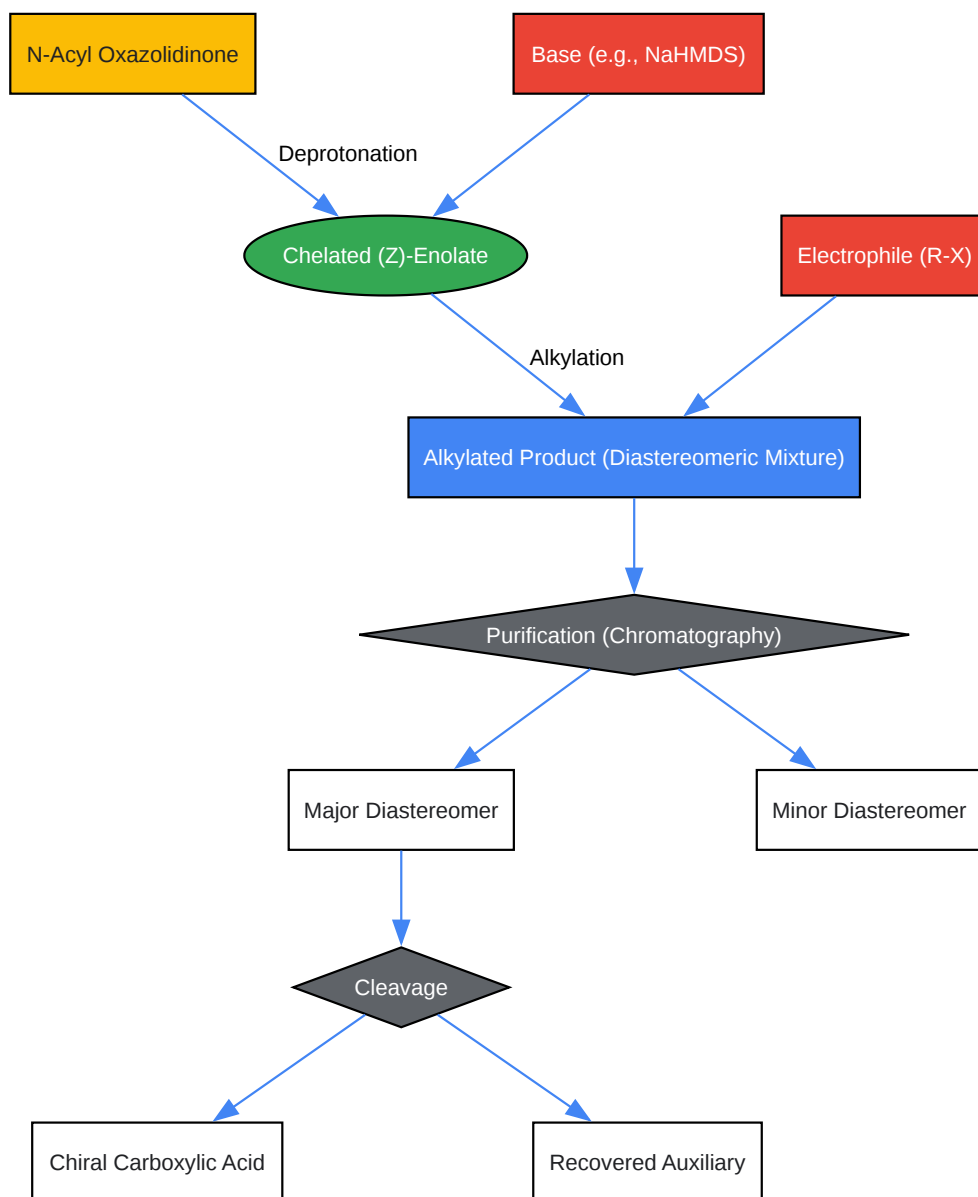 N-Acyl Oxazolidinone
Base (e.g., NaHMDS)
Deprotonation
Chelated (Z)-Enolate
Electrophile (R-X)
Alkylation
Alkylated Product (Diastereomeric Mixture)
Purification (Chromatography)
Major Diastereomer
Minor Diastereomer
Cleavage
Chiral Carboxylic Acid
Recovered Auxiliary